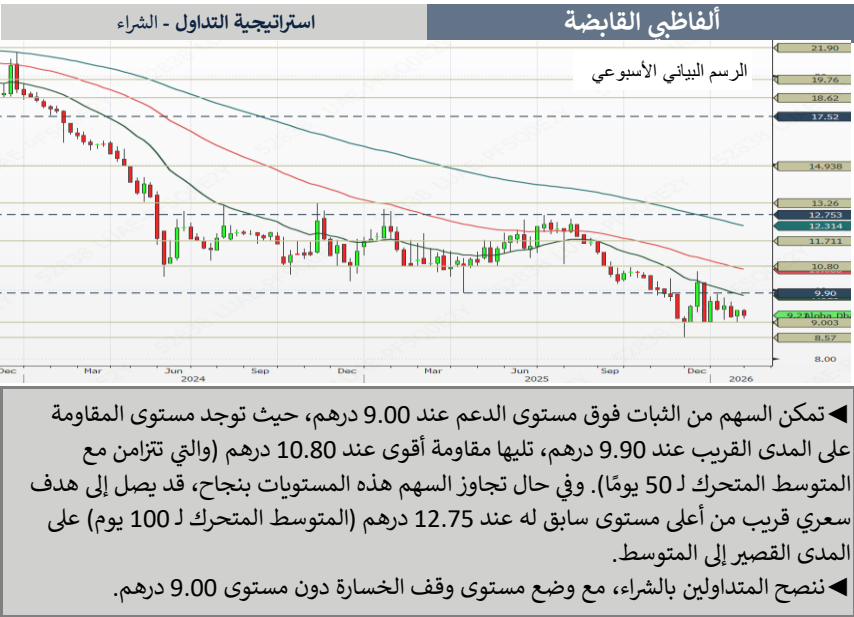 ألفاظبي القابضة
استراتيجية التداول - الشراء
الرسم البياني الأسبوعي
21.90
19.76
18.62
17.52
14.938
13.26
12.753
12.314
11.711
10.80
9.90
9.003
8.57
8.00
Dec
Mar
Jun
Sep
Dec
Mar
Jun
Sep
Dec
2024
2025
2026
◄تمكن السهم من الثبات فوق مستوى الدعم عند 9.00 درهم، حيث توجد مستوى المقاومة
على المدى القريب عند 9.90 درهم، تليها مقاومة أقوى عند 10.80 درهم (والتي تتزامن مع
المتوسط المتحرك لـ 50 يومًا). وفي حال تجاوز السهم هذه المستويات بنجاح، قد يصل إلى هدف
سعري قريب من أعلى مستوى سابق له عند 12.75 درهم (المتوسط المتحرك لـ 100 يوم) على
المدى القصير إلى المتوسط.
◄ننصح المتداولين بالشراء، مع وضع مستوى وقف الخسارة دون مستوى 9.00 درهم.